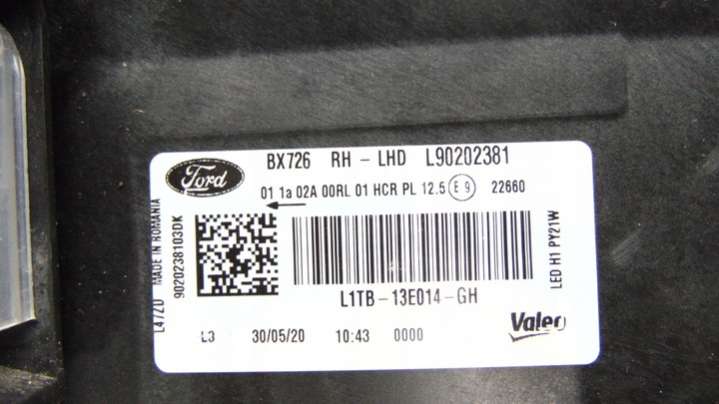 BX726 RH - LHD L90202381
Ford
01 1a 02A 00RL 01 HCR PL 12.5 E 9 22660
L47ZU MADE IN ROMANIA
9020238103DK
LED H1 PY21W
L1TB - 13E014 - GH
L3 30/05/20 10:43 0000
Valeo